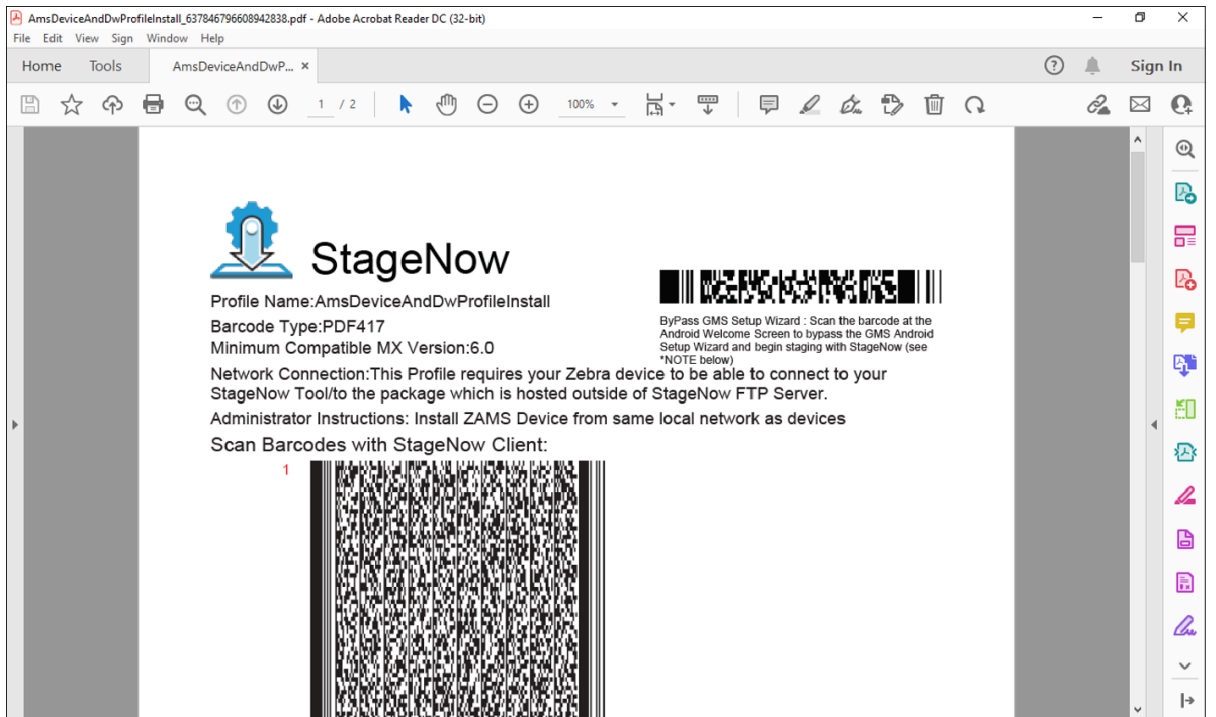 AmsDeviceAndDwProfileInstall_637846796608942838.pdf - Adobe Acrobat Reader DC (32-bit)
File Edit View Sign Window Help
Home Tools AmsDeviceAndDwP... × Sign In
1 / 2 100%
StageNow
Profile Name:AmsDeviceAndDwProfileInstall
Barcode Type:PDF417
Minimum Compatible MX Version:6.0
ByPass GMS Setup Wizard : Scan the barcode at the
Android Welcome Screen to bypass the GMS Android
Setup Wizard and begin staging with StageNow (see
*NOTE below)
Network Connection:This Profile requires your Zebra device to be able to connect to your
StageNow Tool/to the package which is hosted outside of StageNow FTP Server.
Administrator Instructions: Install ZAMS Device from same local network as devices
Scan Barcodes with StageNow Client:
1